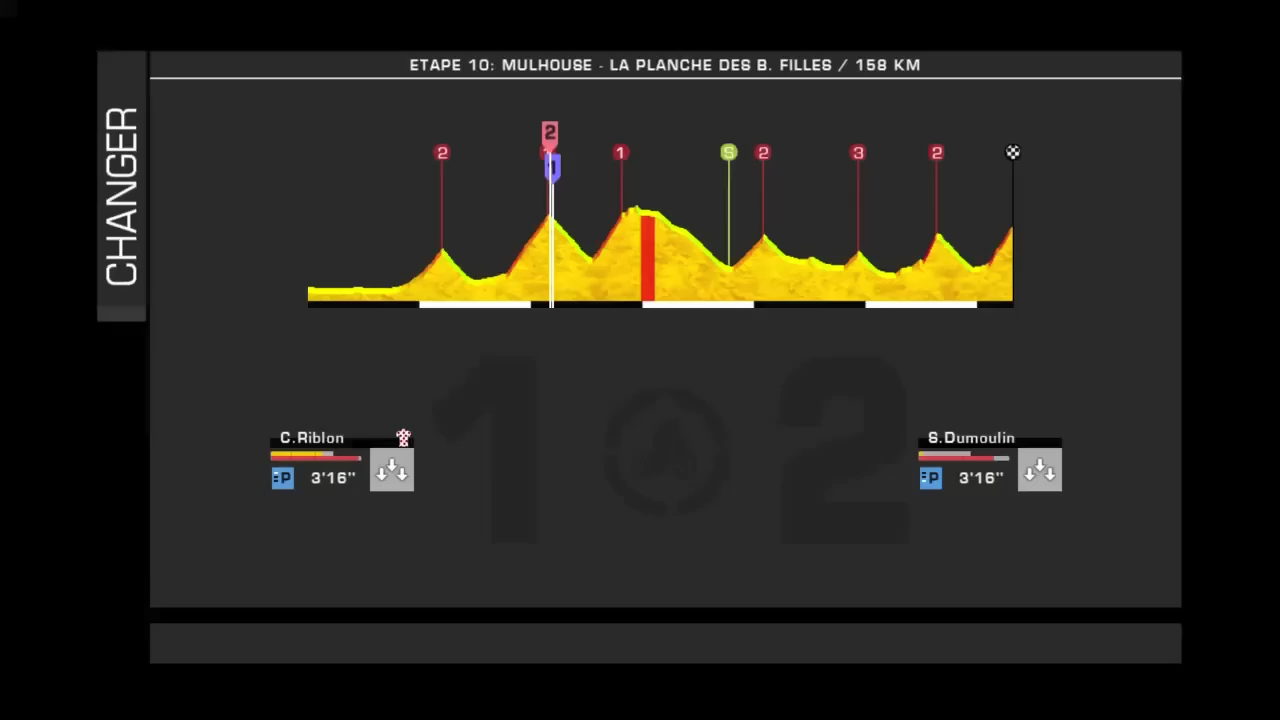 ETAPE 10: MULHOUSE - LA PLANCHE DES B. FILLES / 158 KM
CHANGER
2
2 1 S 2 3 2
1
1 2
C.Riblon
P 3'16"
S.Dumoulin
P 3'16"